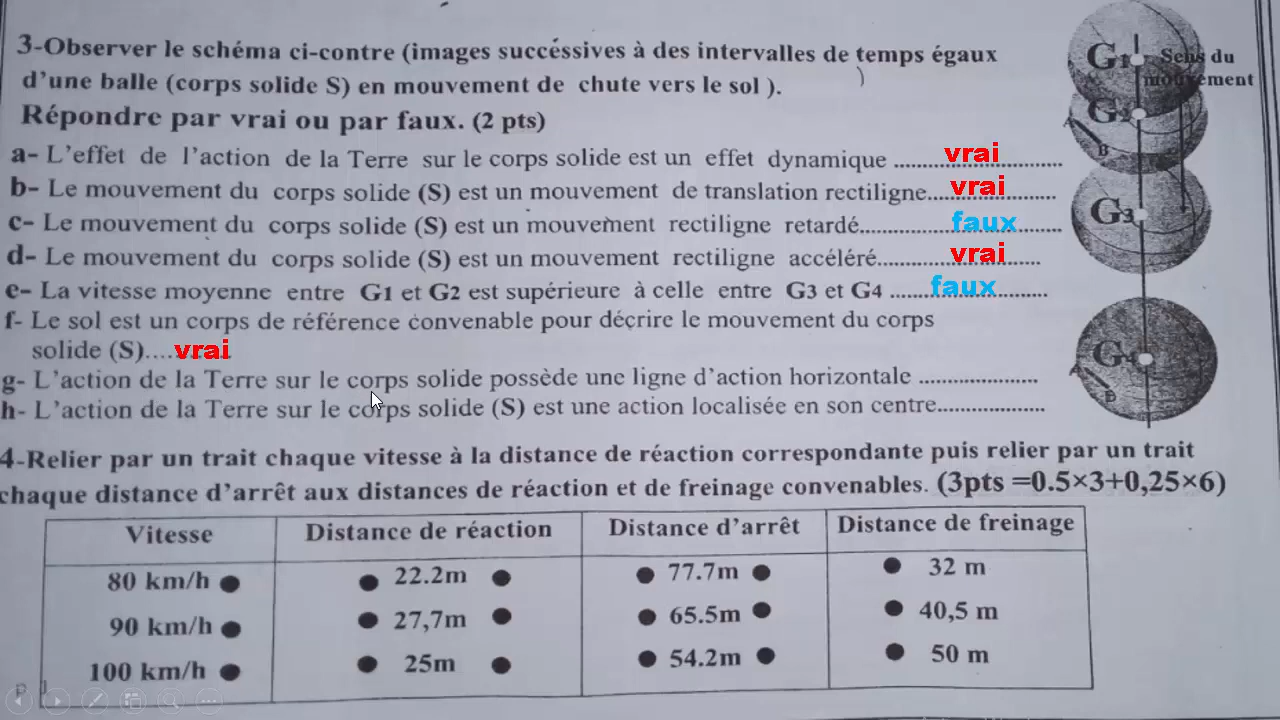 3-Observer le schéma ci-contre (images succéssives à des intervalles de temps égaux
d'une balle (corps solide S) en mouvement de chute vers le sol ).
)
Répondre par vrai ou par faux. (2 pts)
a- L'effet de l'action de la Terre sur le corps solide est un effet dynamique .......vrai.......
b- Le mouvement du corps solide (S) est un mouvement de translation rectiligne....vrai.......
c- Le mouvement du corps solide (S) est un mouvement rectiligne retardé..............faux.......
d- Le mouvement du corps solide (S) est un mouvement rectiligne accéléré...........vrai.....
e- La vitesse moyenne entre G1 et G2 est supérieure à celle entre G3 et G4 ......faux.......
f- Le sol est un corps de référence convenable pour décrire le mouvement du corps
solide (S)....vrai
g- L'action de la Terre sur le corps solide possède une ligne d'action horizontale ....................
h- L'action de la Terre sur le corps solide (S) est une action localisée en son centre...................
G1 Sens du
mouvement
G2
A
B
G3
G4
A
B
4-Relier par un trait chaque vitesse à la distance de réaction correspondante puis relier par un trait
chaque distance d'arrêt aux distances de réaction et de freinage convenables. (3pts =0.5×3+0,25×6)
Vitesse Distance de réaction Distance d'arrêt Distance de freinage
80 km/h ● ● 22.2m ● ● 77.7m ● ● 32 m
90 km/h ● ● 27,7m ● ● 65.5m ● ● 40,5 m
100 km/h ● ● 25m ● ● 54.2m ● ● 50 m